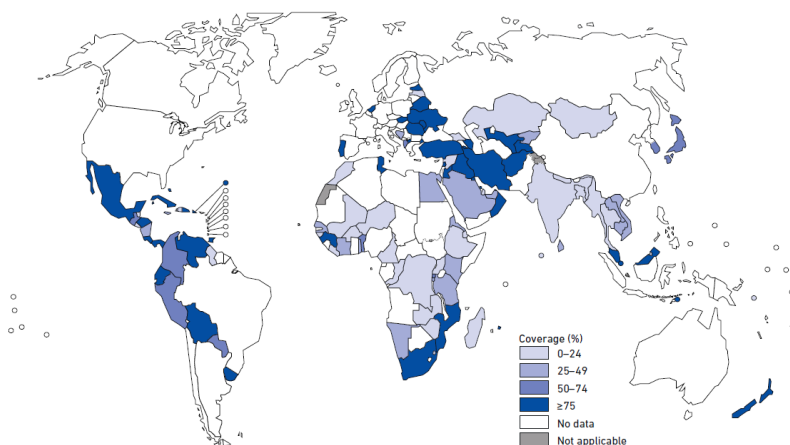 Coverage (%)
0–24
25–49
50–74
≥75
No data
Not applicable